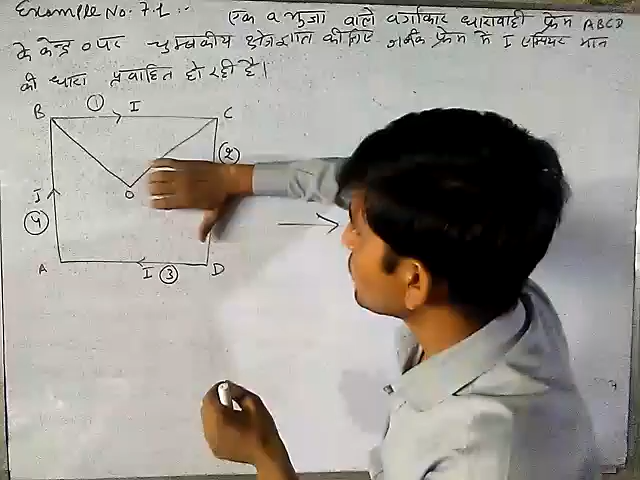 Example No: 7.1 :- एक a भुजा वाले वर्गाकार धारावाही फ्रेम ABCD
के केन्द्र O पर चुम्बकीय क्षेत्र ज्ञात कीजिए जबकि फ्रेम में I एम्पियर मान
की धारा प्रवाहित हो रही है।
B ① I C
②
O
I
④
A I ③ D